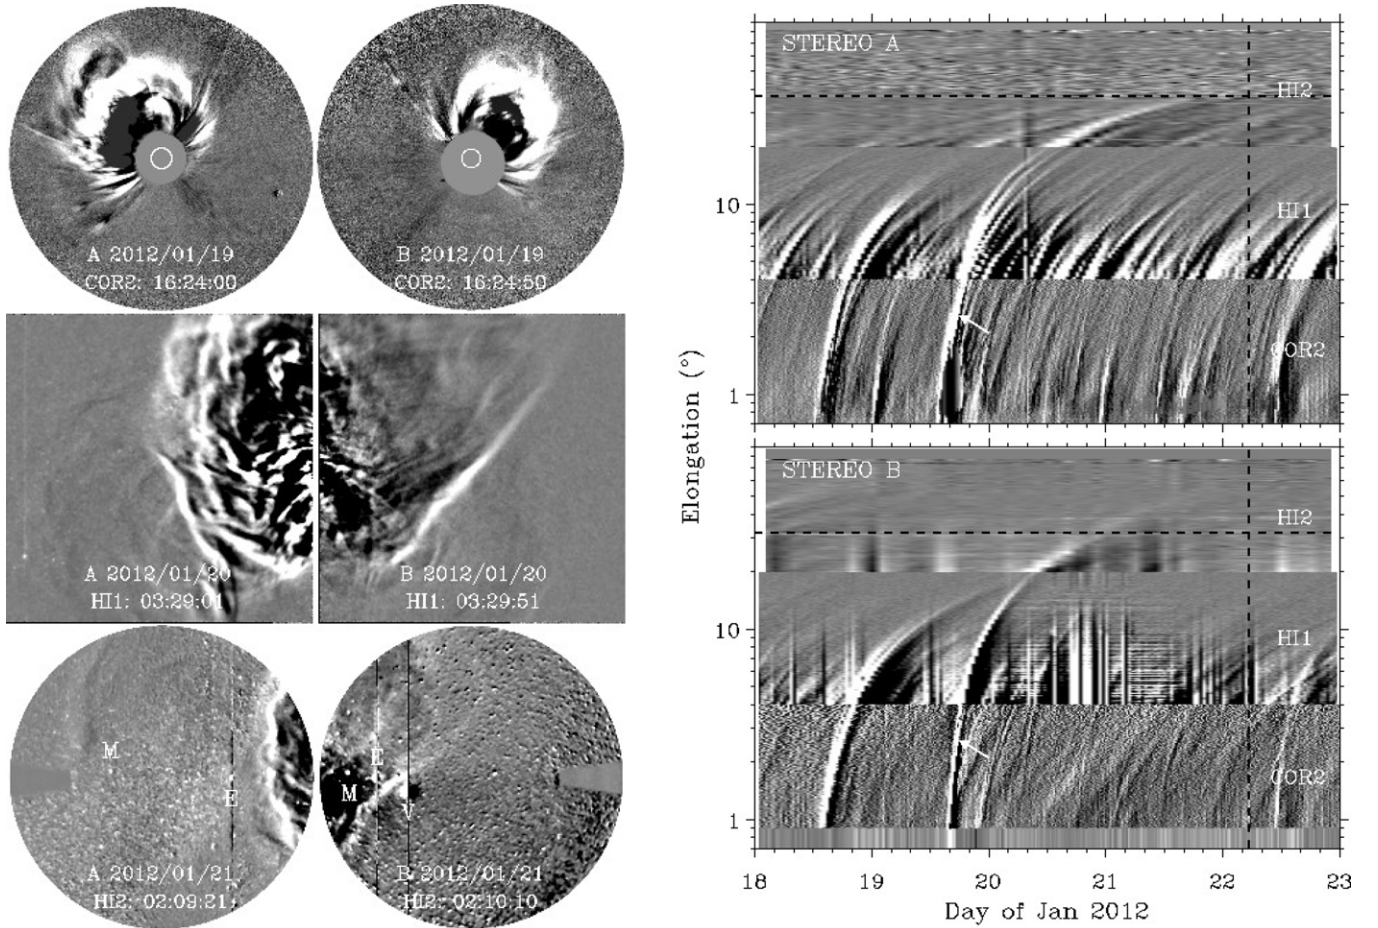 A 2012/01/19
COR2: 16:24:00
B 2012/01/19
COR2: 16:24:50
A 2012/01/20
HI1: 03:29:01
B 2012/01/20
HI1: 03:29:51
M
E
A 2012/01/21
HI2: 02:09:21
E
M
V
B 2012/01/21
HI2: 02:10:10
STEREO A
HI2
HI1
COR2
10
1
Elongation (°)
STEREO B
HI2
HI1
COR2
10
1
18 19 20 21 22 23
Day of Jan 2012